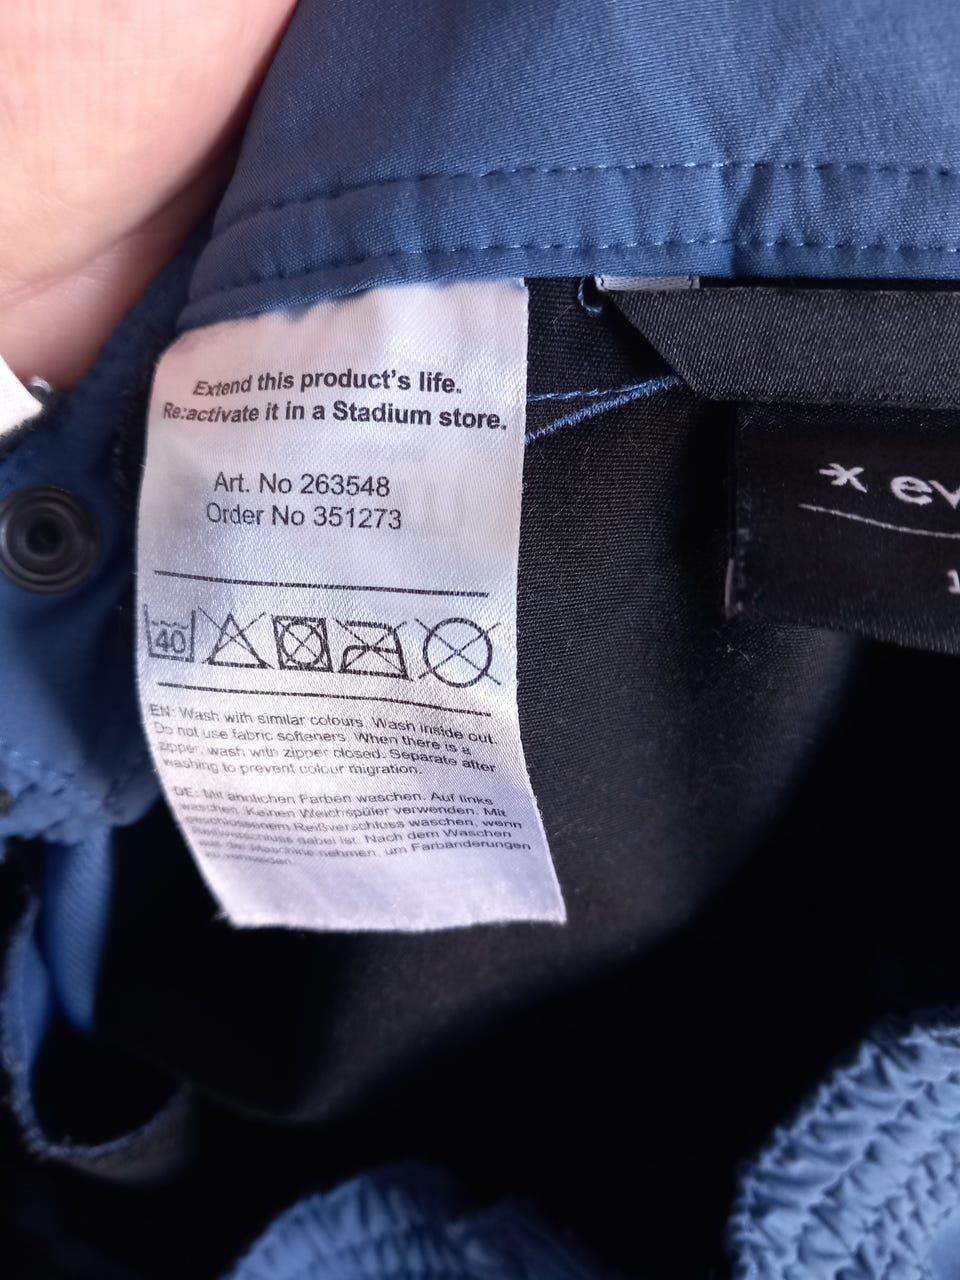 Extend this product's life.
Re:activate it in a Stadium store.
Art. No 263548
Order No 351273
40
EN: Wash with similar colours. Wash inside out.
Do not use fabric softeners. When there is a
zipper, wash with zipper closed. Separate after
washing to prevent colour migration.
DE: Mit ähnlichen Farben waschen. Auf links
waschen. Keinen Weichspüler verwenden. Mit
geschlossenem Reißverschluss waschen, wenn
Reißverschluss dabei ist. Nach dem Waschen
aus der Maschine nehmen, um Farbänderungen
* ev
1